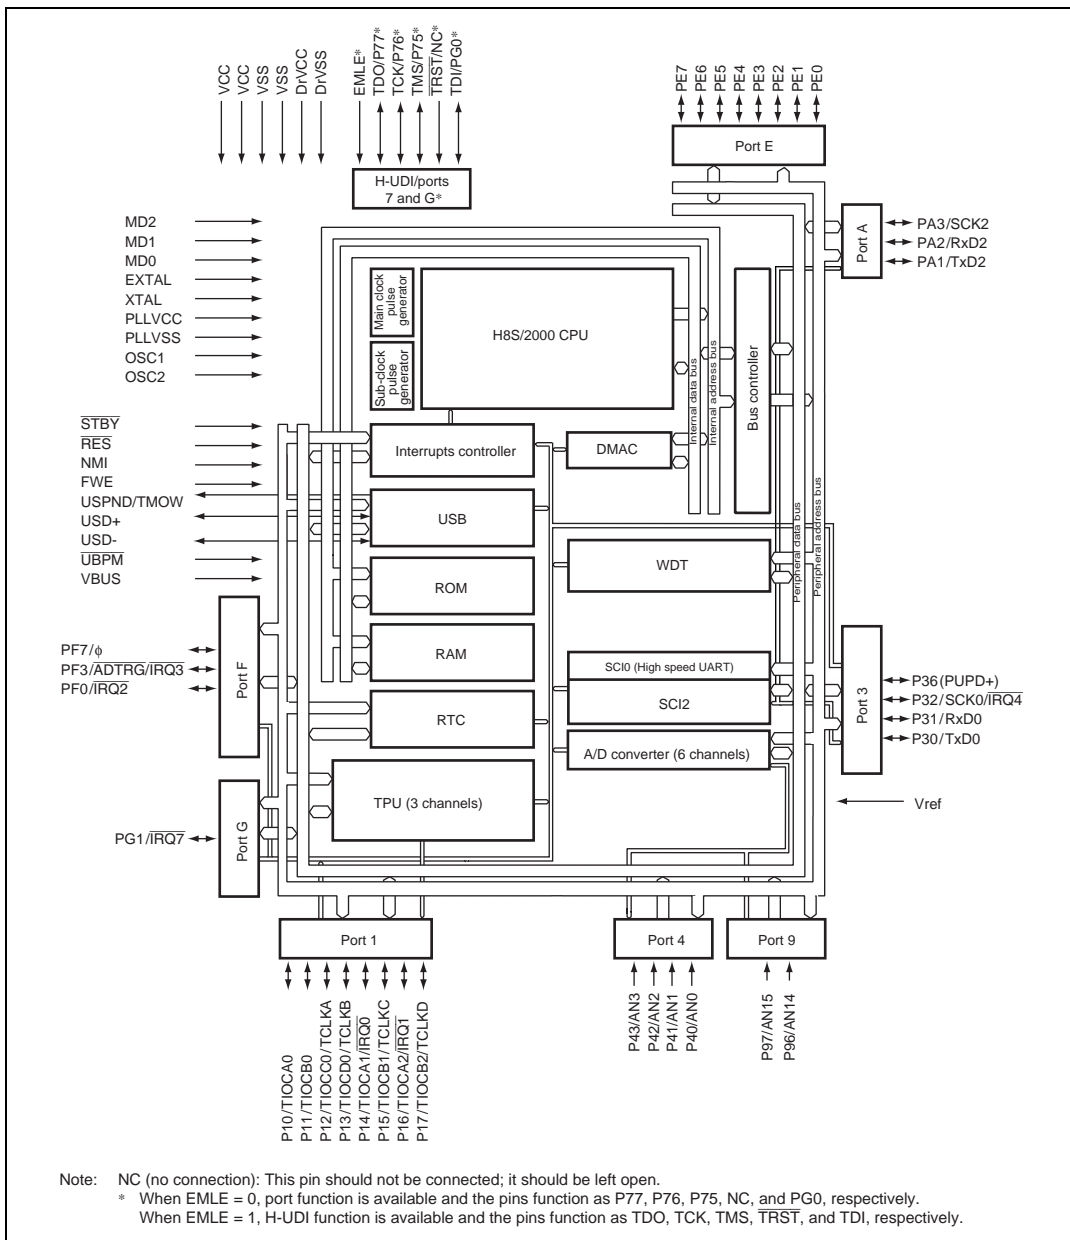 VCC
VCC
VSS
VSS
DrVCC
DrVSS
EMLE*
TDO/P77*
TCK/P76*
TMS/P75*
TRST/NC*
TDI/PG0*
PE7
PE6
PE5
PE4
PE3
PE2
PE1
PE0
Port E
H-UDI/ports
7 and G*
MD2
MD1
MD0
EXTAL
XTAL
PLLVCC
PLLVSS
OSC1
OSC2
STBY
RES
NMI
FWE
USPND/TMOW
USD+
USD-
UBPM
VBUS
Port A
PA3/SCK2
PA2/RxD2
PA1/TxD2
Main clock
pulse
generator
Sub-clock
pulse
generator
H8S/2000 CPU
Internal data bus
Internal address bus
Bus controller
Interrupts controller
DMAC
USB
WDT
ROM
RAM
RTC
TPU (3 channels)
SCI0 (High speed UART)
SCI2
A/D converter (6 channels)
Peripheral data bus
Peripheral address bus
PF7/ϕ
PF3/ADTRG/IRQ3
PF0/IRQ2
Port F
PG1/IRQ7
Port G
Port 3
P36 (PUPD+)
P32/SCK0/IRQ4
P31/RxD0
P30/TxD0
Vref
Port 1
Port 4
Port 9
P10/TIOCA0
P11/TIOCB0
P12/TIOCC0/TCLKA
P13/TIOCD0/TCLKB
P14/TIOCA1/IRQ0
P15/TIOCB1/TCLKC
P16/TIOCA2/IRQ1
P17/TIOCB2/TCLKD
P43/AN3
P42/AN2
P41/AN1
P40/AN0
P97/AN15
P96/AN14
Note: NC (no connection): This pin should not be connected; it should be left open.
* When EMLE = 0, port function is available and the pins function as P77, P76, P75, NC, and PG0, respectively.
When EMLE = 1, H-UDI function is available and the pins function as TDO, TCK, TMS, TRST, and TDI, respectively.